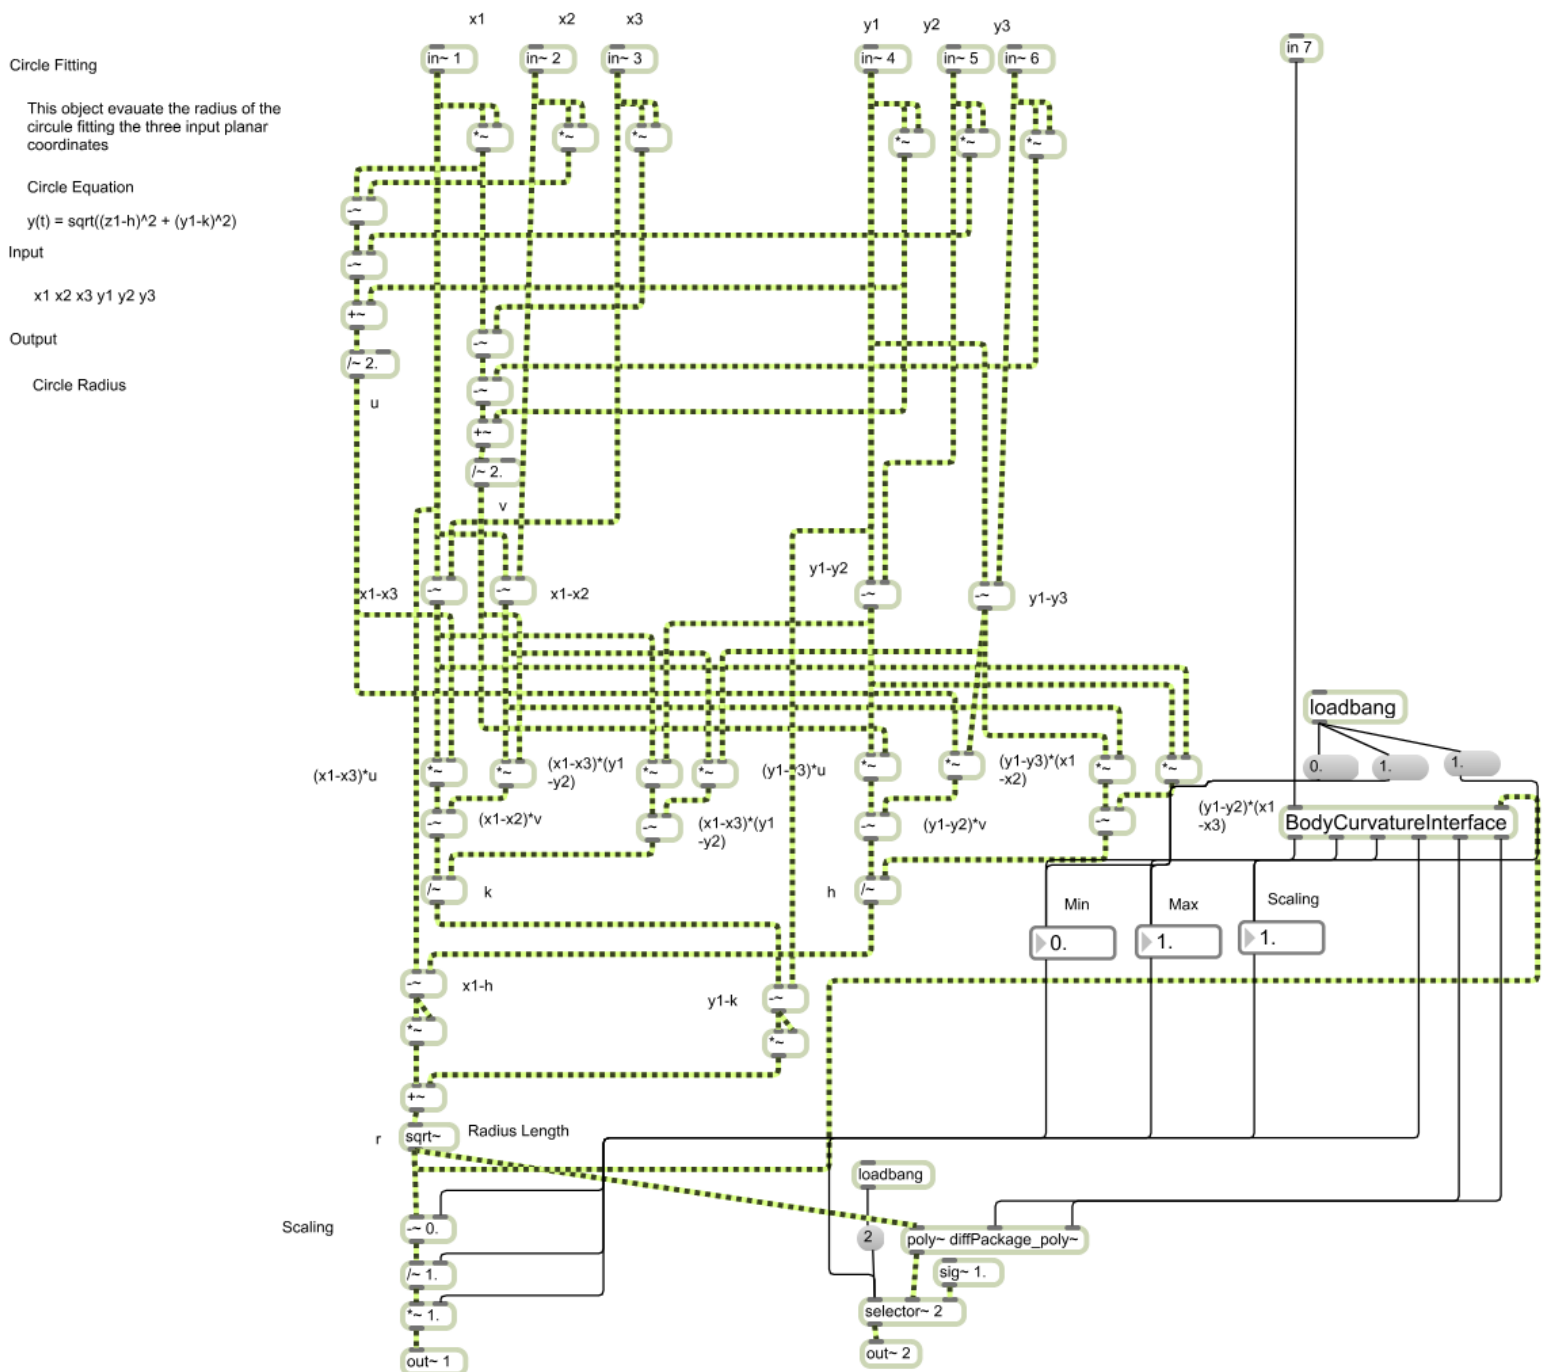 x1
x2
x3
y1
y2
y3
in~ 1
in~ 2
in~ 3
in~ 4
in~ 5
in~ 6
in 7
Circle Fitting
This object evauate the radius of the
circule fitting the three input planar
coordinates
*~
*~
*~
*~
*~
*~
Circle Equation
y(t) = sqrt((z1-h)^2 + (y1-k)^2)
-~
Input
-~
x1 x2 x3 y1 y2 y3
+~
Output
-~
/~ 2.
Circle Radius
-~
u
+~
/~ 2.
v
x1-x3
-~
-~
x1-x2
y1-y2
-~
-~
y1-y3
loadbang
0.
1.
1.
(x1-x3)*u
*~
*~
(x1-x3)*(y1
-y2)
*~
*~
(y1-y3)*u
*~
*~
(y1-y3)*(x1
-x2)
*~
*~
-~
(x1-x2)*v
-~
(x1-x3)*(y1
-y2)
-~
(y1-y2)*v
-~
(y1-y2)*(x1
-x3)
BodyCurvatureInterface
/~
k
h
/~
Min
Max
Scaling
0.
1.
1.
-~
x1-h
y1-k
-~
*~
*~
+~
r
sqrt~
Radius Length
loadbang
Scaling
-~ 0.
2
poly~ diffPackage_poly~
/~ 1.
sig~ 1.
*~ 1.
selector~ 2
out~ 1
out~ 2